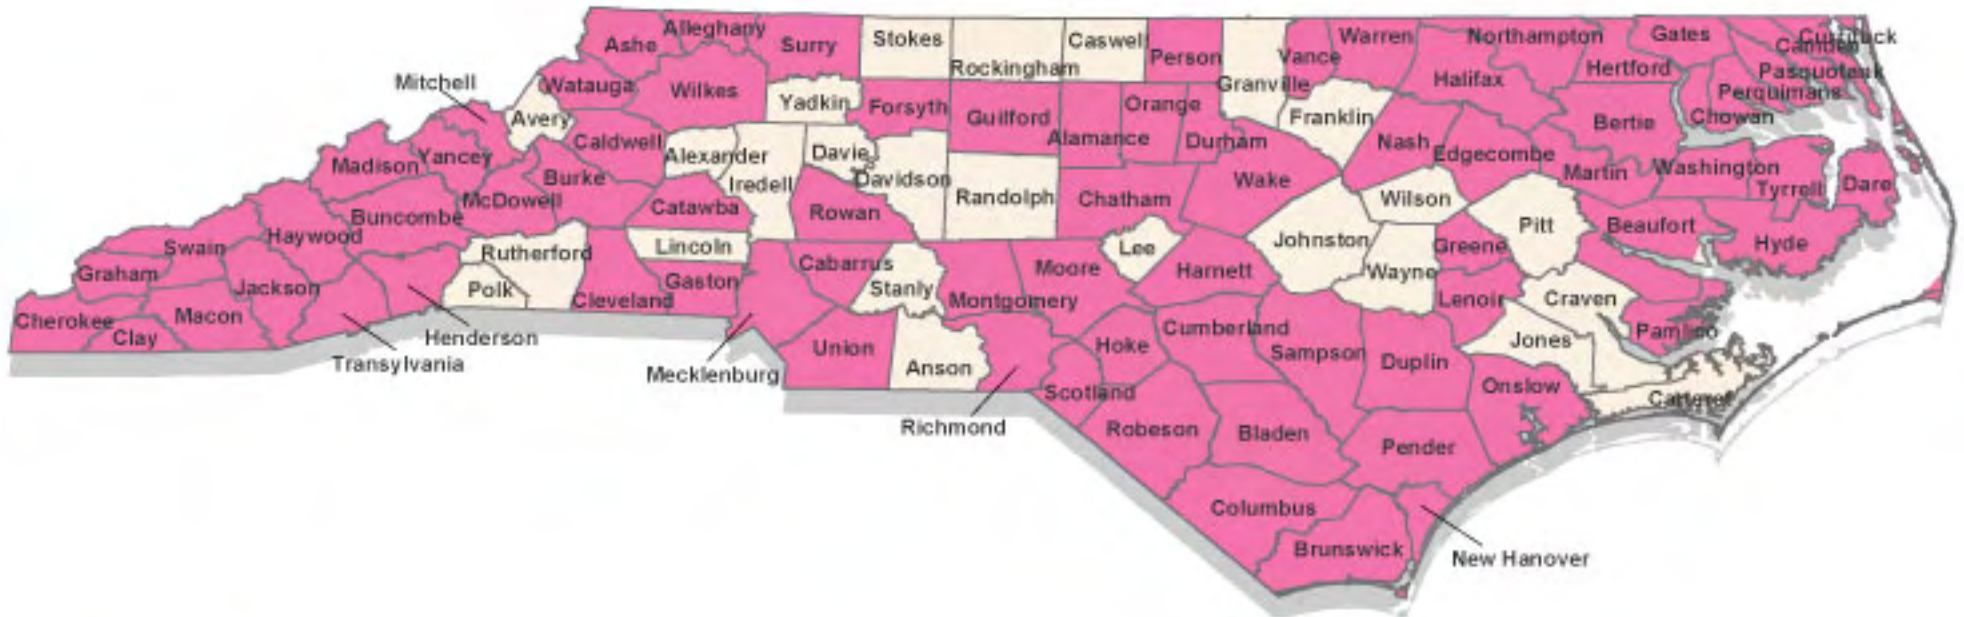 Alleghany
Ashe
Surry
Stokes
Caswell
Rockingham
Person
Vance
Warren
Northampton
Gates
Currituck
Camden
Pasquotank
Perquimans
Chowan
Hertford
Halifax
Granville
Mitchell
Watauga
Wilkes
Yadkin
Forsyth
Guilford
Alamance
Orange
Durham
Franklin
Nash
Edgecombe
Bertie
Martin
Washington
Tyrrell
Dare
Avery
Caldwell
Alexander
Iredell
Davie
Davidson
Randolph
Chatham
Wake
Wilson
Pitt
Beaufort
Hyde
Madison
Yancey
McDowell
Burke
Catawba
Rowan
Buncombe
Haywood
Swain
Graham
Rutherford
Lincoln
Cabarrus
Stanly
Montgomery
Moore
Lee
Harnett
Johnston
Wayne
Greene
Lenoir
Craven
Pamlico
Jackson
Polk
Cleveland
Gaston
Cherokee
Clay
Macon
Henderson
Transylvania
Mecklenburg
Union
Anson
Richmond
Hoke
Scotland
Cumberland
Sampson
Duplin
Jones
Onslow
Carteret
Robeson
Bladen
Pender
Columbus
Brunswick
New Hanover